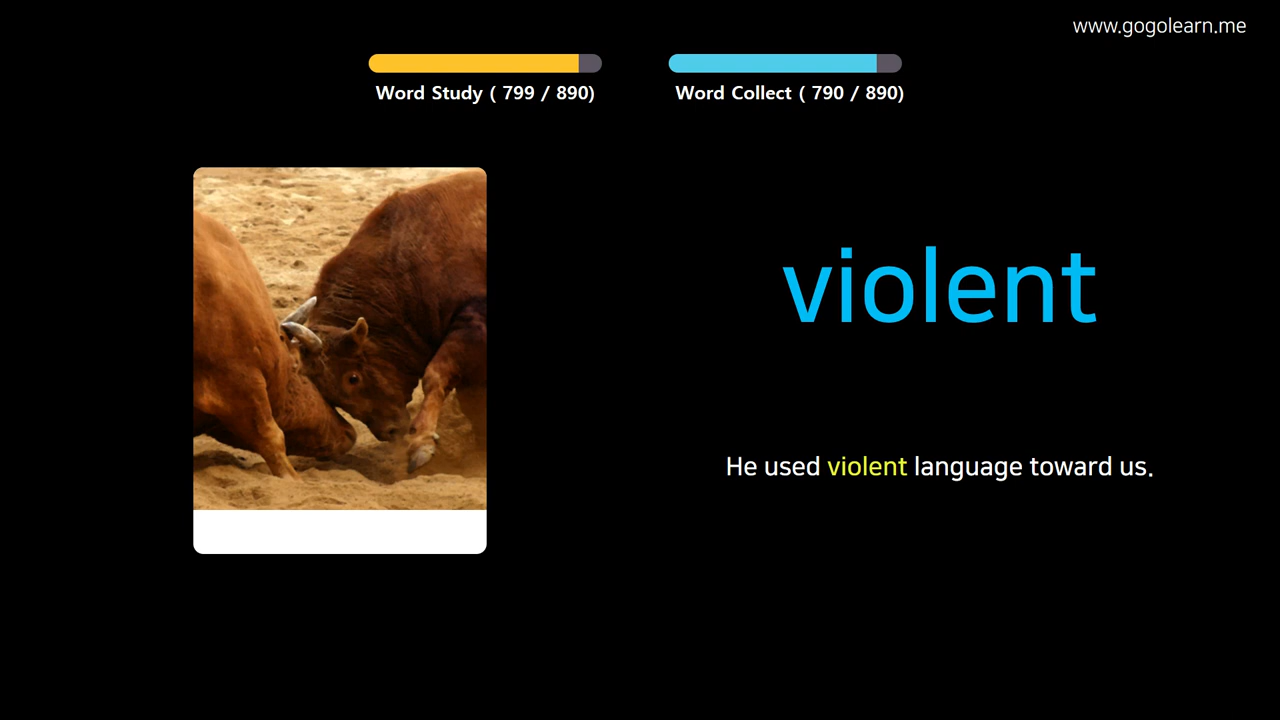 www.gogolearn.me
Word Study ( 799 / 890)
Word Collect ( 790 / 890)
violent
He used violent language toward us.